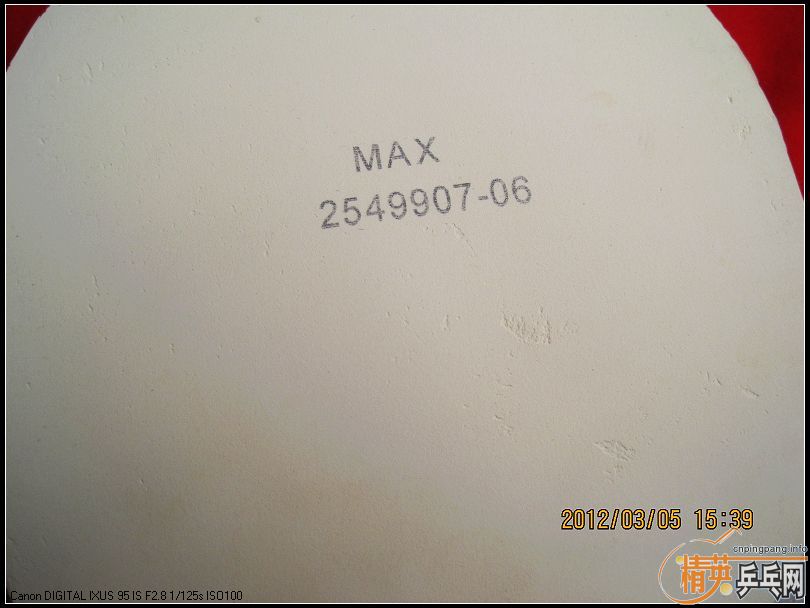 MAX
2549907-06
2012/03/05 15:39
cnpingpang.info
精英乒乓网
Canon DIGITAL IXUS 95 IS F2.8 1/125s ISO100